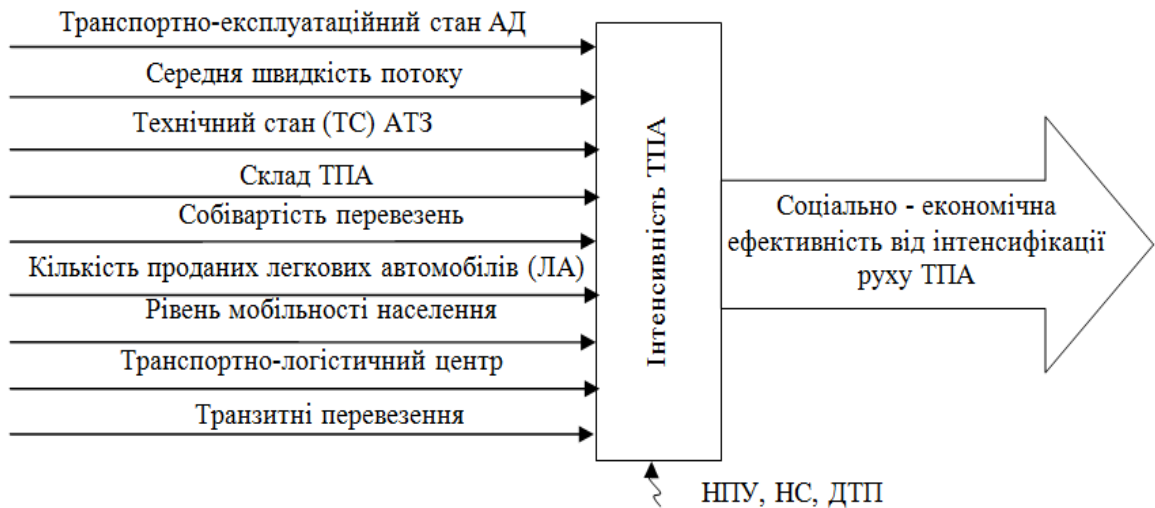 Транспортно-експлуатаційний стан АД
Середня швидкість потоку
Технічний стан (ТС) АТЗ
Склад ТПА
Собівартість перевезень
Кількість проданих легкових автомобілів (ЛА)
Рівень мобільності населення
Транспортно-логістичний центр
Транзитні перевезення
Інтенсивність ТПА
Соціально - економічна
ефективність від інтенсифікації
руху ТПА
НПУ, НС, ДТП